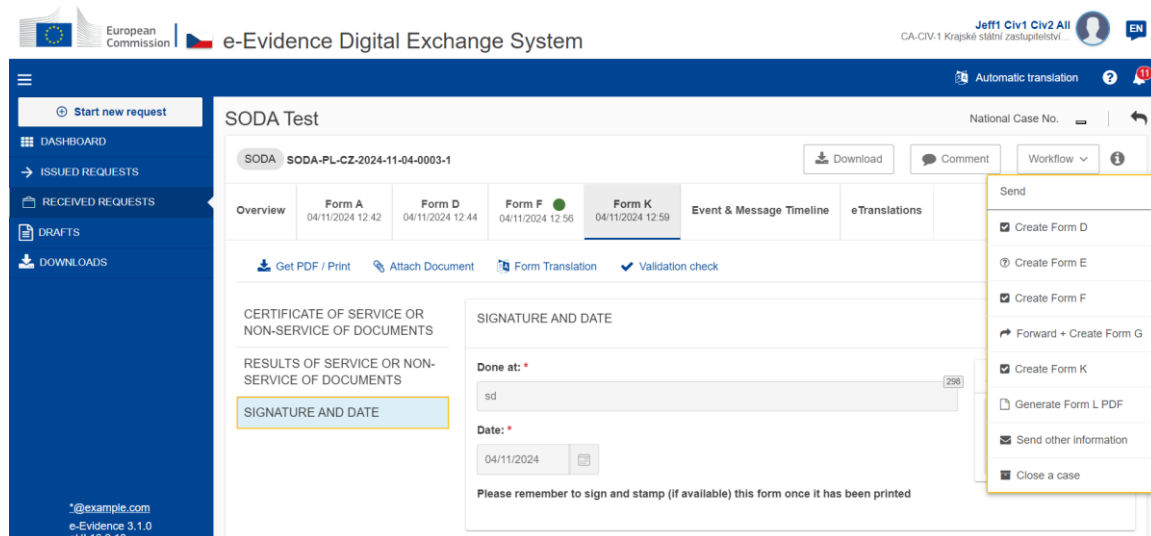 European
Commission
e-Evidence Digital Exchange System
Jeff1 Civ1 Civ2 All
CA-CIV-1 Krajské státní zastupitelství...
EN
Automatic translation
11
Start new request
DASHBOARD
ISSUED REQUESTS
RECEIVED REQUESTS
DRAFTS
DOWNLOADS
*@example.com
e-Evidence 3.1.0
SODA Test
National Case No.
SODA SODA-PL-CZ-2024-11-04-0003-1
Download
Comment
Workflow
Overview
Form A
04/11/2024 12:42
Form D
04/11/2024 12:44
Form F
04/11/2024 12:56
Form K
04/11/2024 12:59
Event & Message Timeline
eTranslations
Get PDF / Print
Attach Document
Form Translation
Validation check
CERTIFICATE OF SERVICE OR
NON-SERVICE OF DOCUMENTS
RESULTS OF SERVICE OR NON-
SERVICE OF DOCUMENTS
SIGNATURE AND DATE
SIGNATURE AND DATE
Done at: *
298
sd
Date: *
04/11/2024
Please remember to sign and stamp (if available) this form once it has been printed
Send
Create Form D
Create Form E
Create Form F
Forward + Create Form G
Create Form K
Generate Form L PDF
Send other information
Close a case